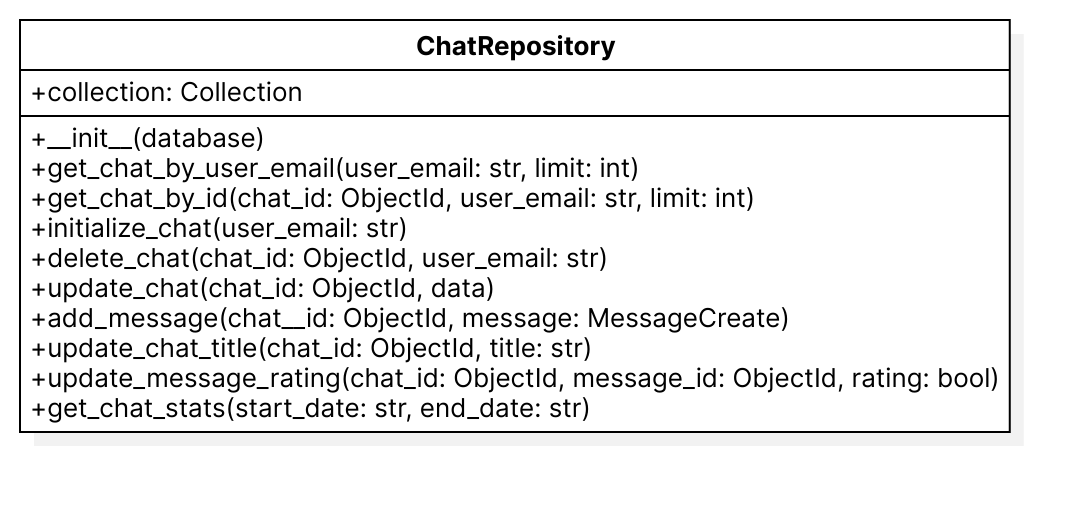 ChatRepository
+collection: Collection
+__init__(database)
+get_chat_by_user_email(user_email: str, limit: int)
+get_chat_by_id(chat_id: ObjectId, user_email: str, limit: int)
+initialize_chat(user_email: str)
+delete_chat(chat_id: ObjectId, user_email: str)
+update_chat(chat_id: ObjectId, data)
+add_message(chat__id: ObjectId, message: MessageCreate)
+update_chat_title(chat_id: ObjectId, title: str)
+update_message_rating(chat_id: ObjectId, message_id: ObjectId, rating: bool)
+get_chat_stats(start_date: str, end_date: str)